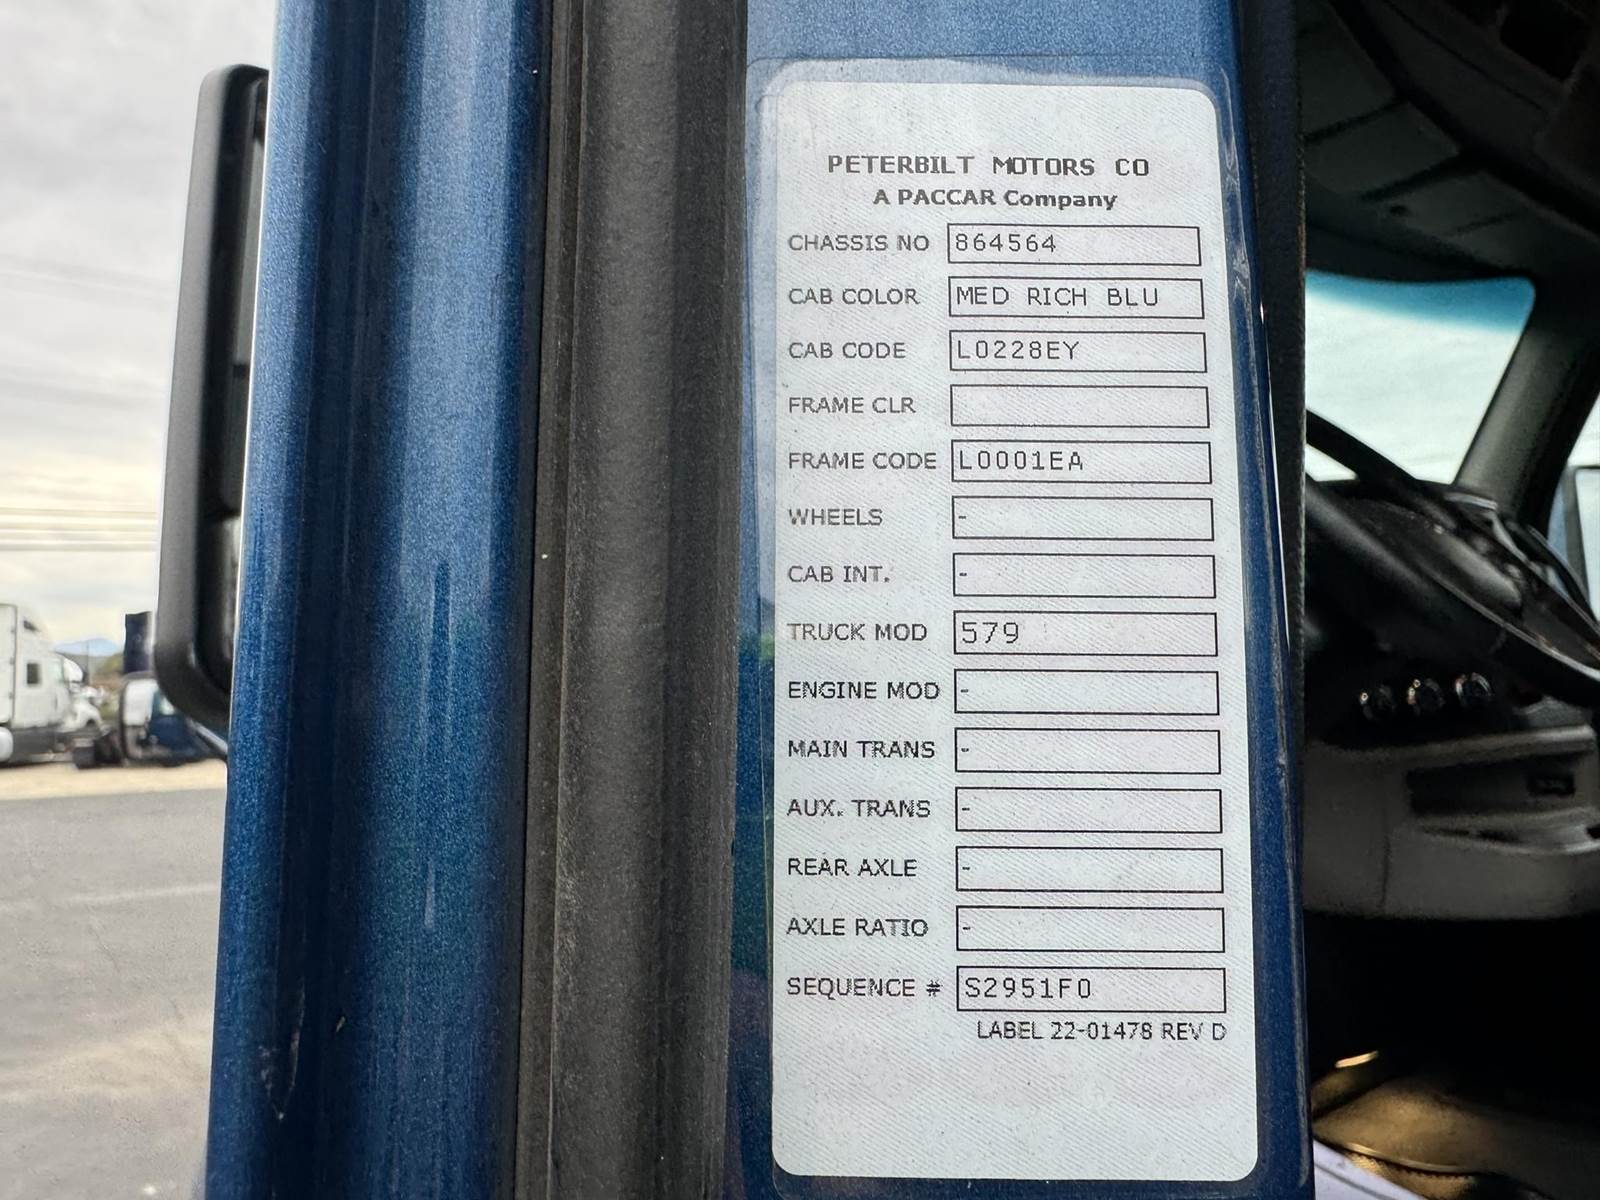 PETERBILT MOTORS CO
A PACCAR Company
CHASSIS NO 864564
CAB COLOR MED RICH BLU
CAB CODE L0228EY
FRAME CLR
FRAME CODE L0001EA
WHEELS -
CAB INT. -
TRUCK MOD 579
ENGINE MOD -
MAIN TRANS -
AUX. TRANS -
REAR AXLE -
AXLE RATIO -
SEQUENCE # S2951F0
LABEL 22-01478 REV D